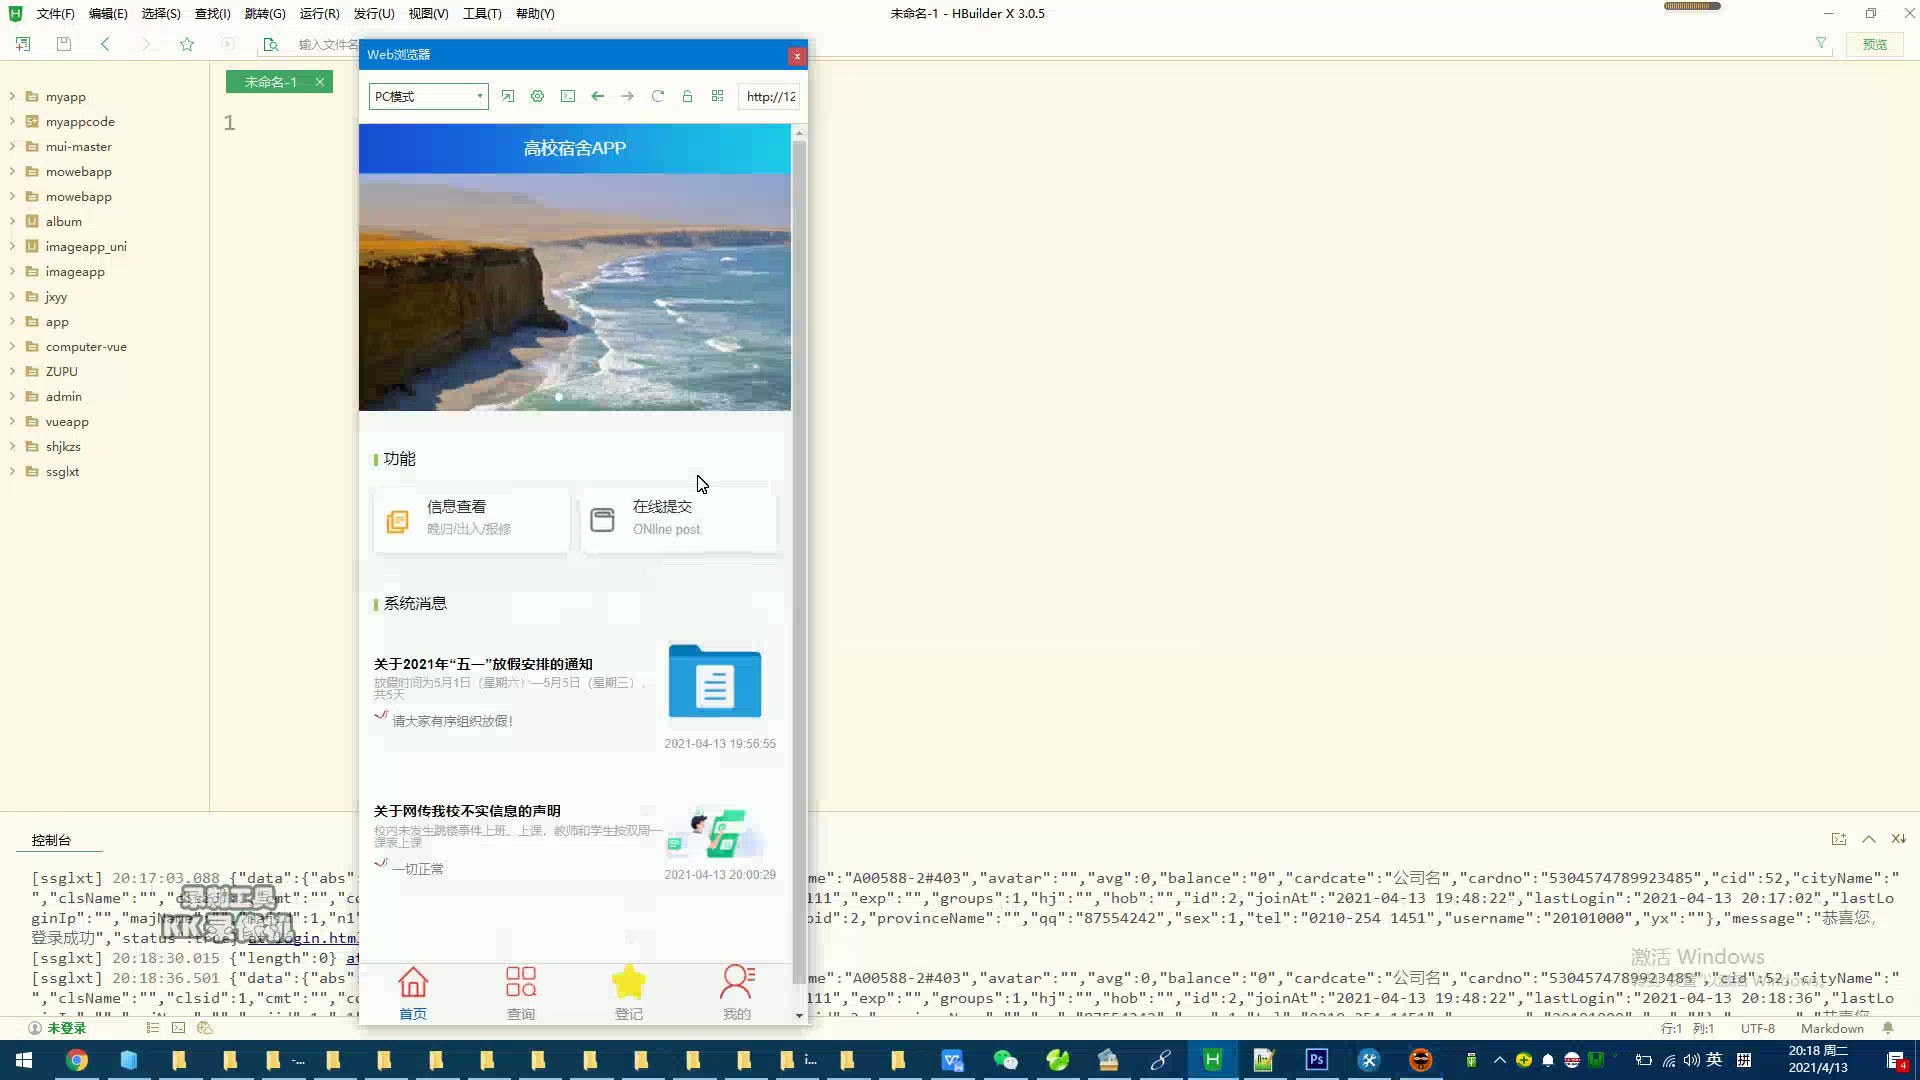 文件(F) 编辑(E) 选择(S) 查找(I) 跳转(G) 运行(R) 发行(U) 视图(V) 工具(T) 帮助(Y)
未命名-1 - HBuilder X 3.0.5
输入文件名
预览
myapp
myappcode
mui-master
mowebapp
mowebapp
album
imageapp_uni
imageapp
jxyy
app
computer-vue
ZUPU
admin
vueapp
shjkzs
ssglxt
未命名-1
1
Web浏览器
PC模式
http://12
高校宿舍APP
功能
信息查看
晚归/出入/报修
在线提交
ONline post
系统消息
关于2021年“五一”放假安排的通知
放假时间为5月1日（星期六）—5月5日（星期三），
共5天
请大家有序组织放假!
2021-04-13 19:56:55
关于网传我校不实信息的声明
校内未发生跳楼事件上班。上课，教师和学生按双周一
课表上课
一切正常
2021-04-13 20:00:29
首页 查询 登记 我的
控制台
[ssglxt] 20:17:03.088 {"data":{"abs"
me":"A00588-2#403","avatar":"","avg":0,"balance":"0","cardcate":"公司名","cardno":"5304574789923485","cid":52,"cityName":"
","clsName":"","clsid":1,"cmt":"","cc
111","exp":"","groups":1,"hj":"","hob":"","id":2,"joinAt":"2021-04-13 19:48:22","lastLogin":"2021-04-13 20:17:02","lastLo
ginIp":"","majName":"","majid":1,"n1"
oid":2,"provinceName":"","qq":"87554242","sex":1,"tel":"0210-254 1451","username":"20101000","yx":""},"message":"恭喜您,
登录成功","status":true} at login.html
[ssglxt] 20:18:30.015 {"length":0} at
[ssglxt] 20:18:36.501 {"data":{"abs"
me":"A00588-2#403","avatar":"","avg":0,"balance":"0","cardcate":"公司名","cardno":"5304574789923485","cid":52,"cityName":"
","clsName":"","clsid":1,"cmt":"","cc
111","exp":"","groups":1,"hj":"","hob":"","id":2,"joinAt":"2021-04-13 19:48:22","lastLogin":"2021-04-13 20:18:36","lastLo
录制工具
KK录像机
激活 Windows
未登录
行:1 列:1 UTF-8 Markdown
英
拼
20:18 周二
2021/4/13
4